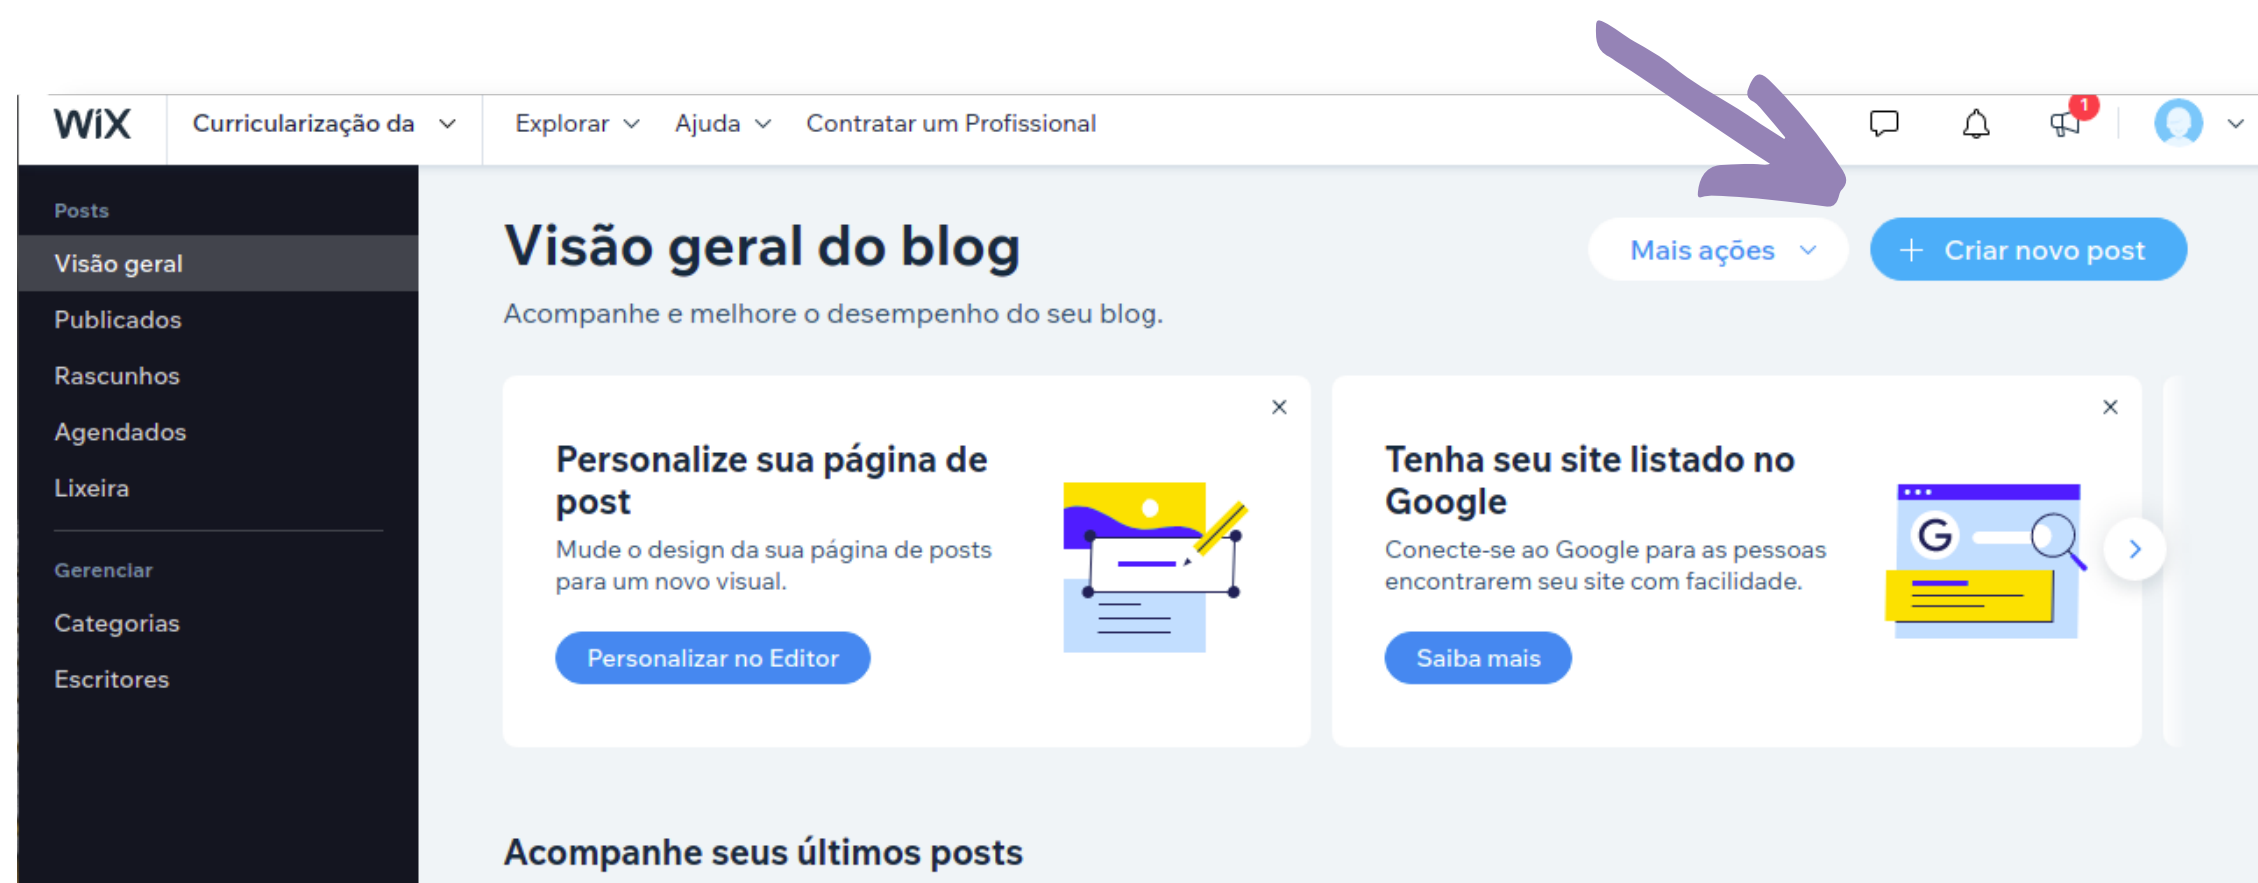 WiX
Curricularização da
Explorar
Ajuda
Contratar um Profissional
1
Posts
Visão geral
Publicados
Rascunhos
Agendados
Lixeira
Gerenciar
Categorias
Escritores
Visão geral do blog
Acompanhe e melhore o desempenho do seu blog.
Mais ações
+ Criar novo post
Personalize sua página de
post
Mude o design da sua página de posts
para um novo visual.
Personalizar no Editor
Tenha seu site listado no
Google
Conecte-se ao Google para as pessoas
encontrarem seu site com facilidade.
Saiba mais
G
Acompanhe seus últimos posts